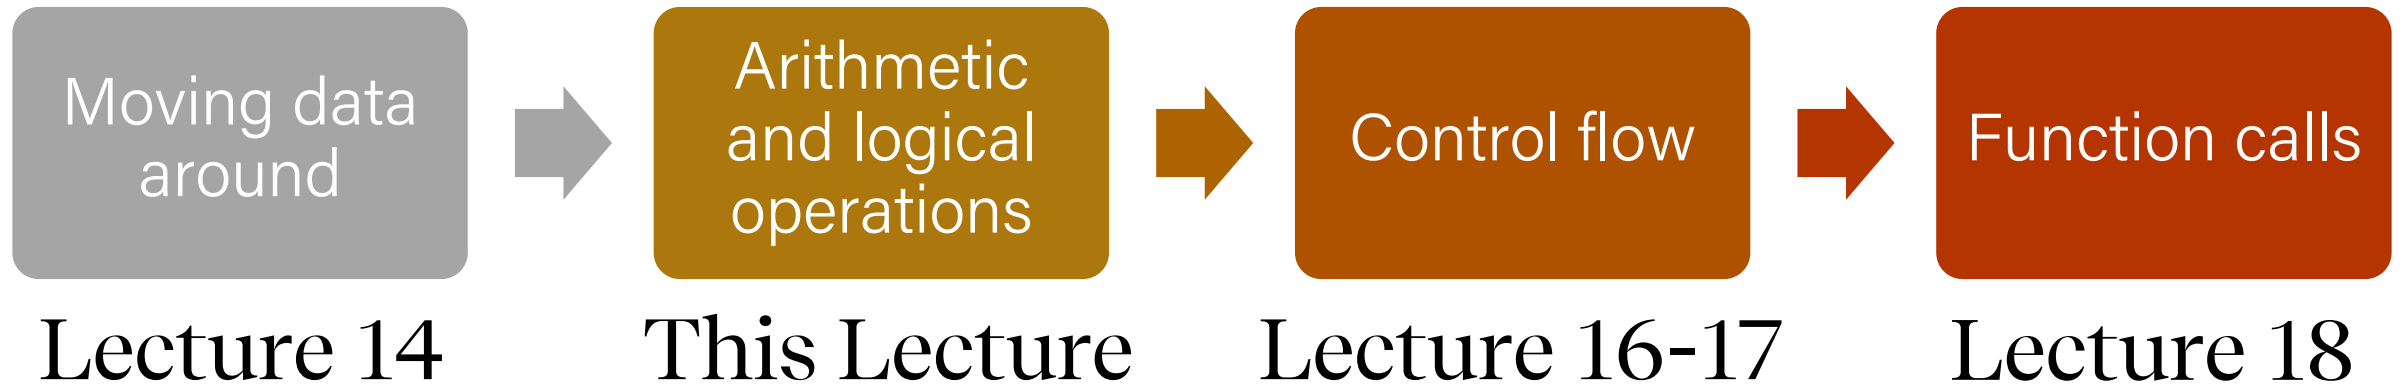 Moving data
around
Arithmetic
and logical
operations
Control flow
Function calls
Lecture 14
This Lecture
Lecture 16-17
Lecture 18